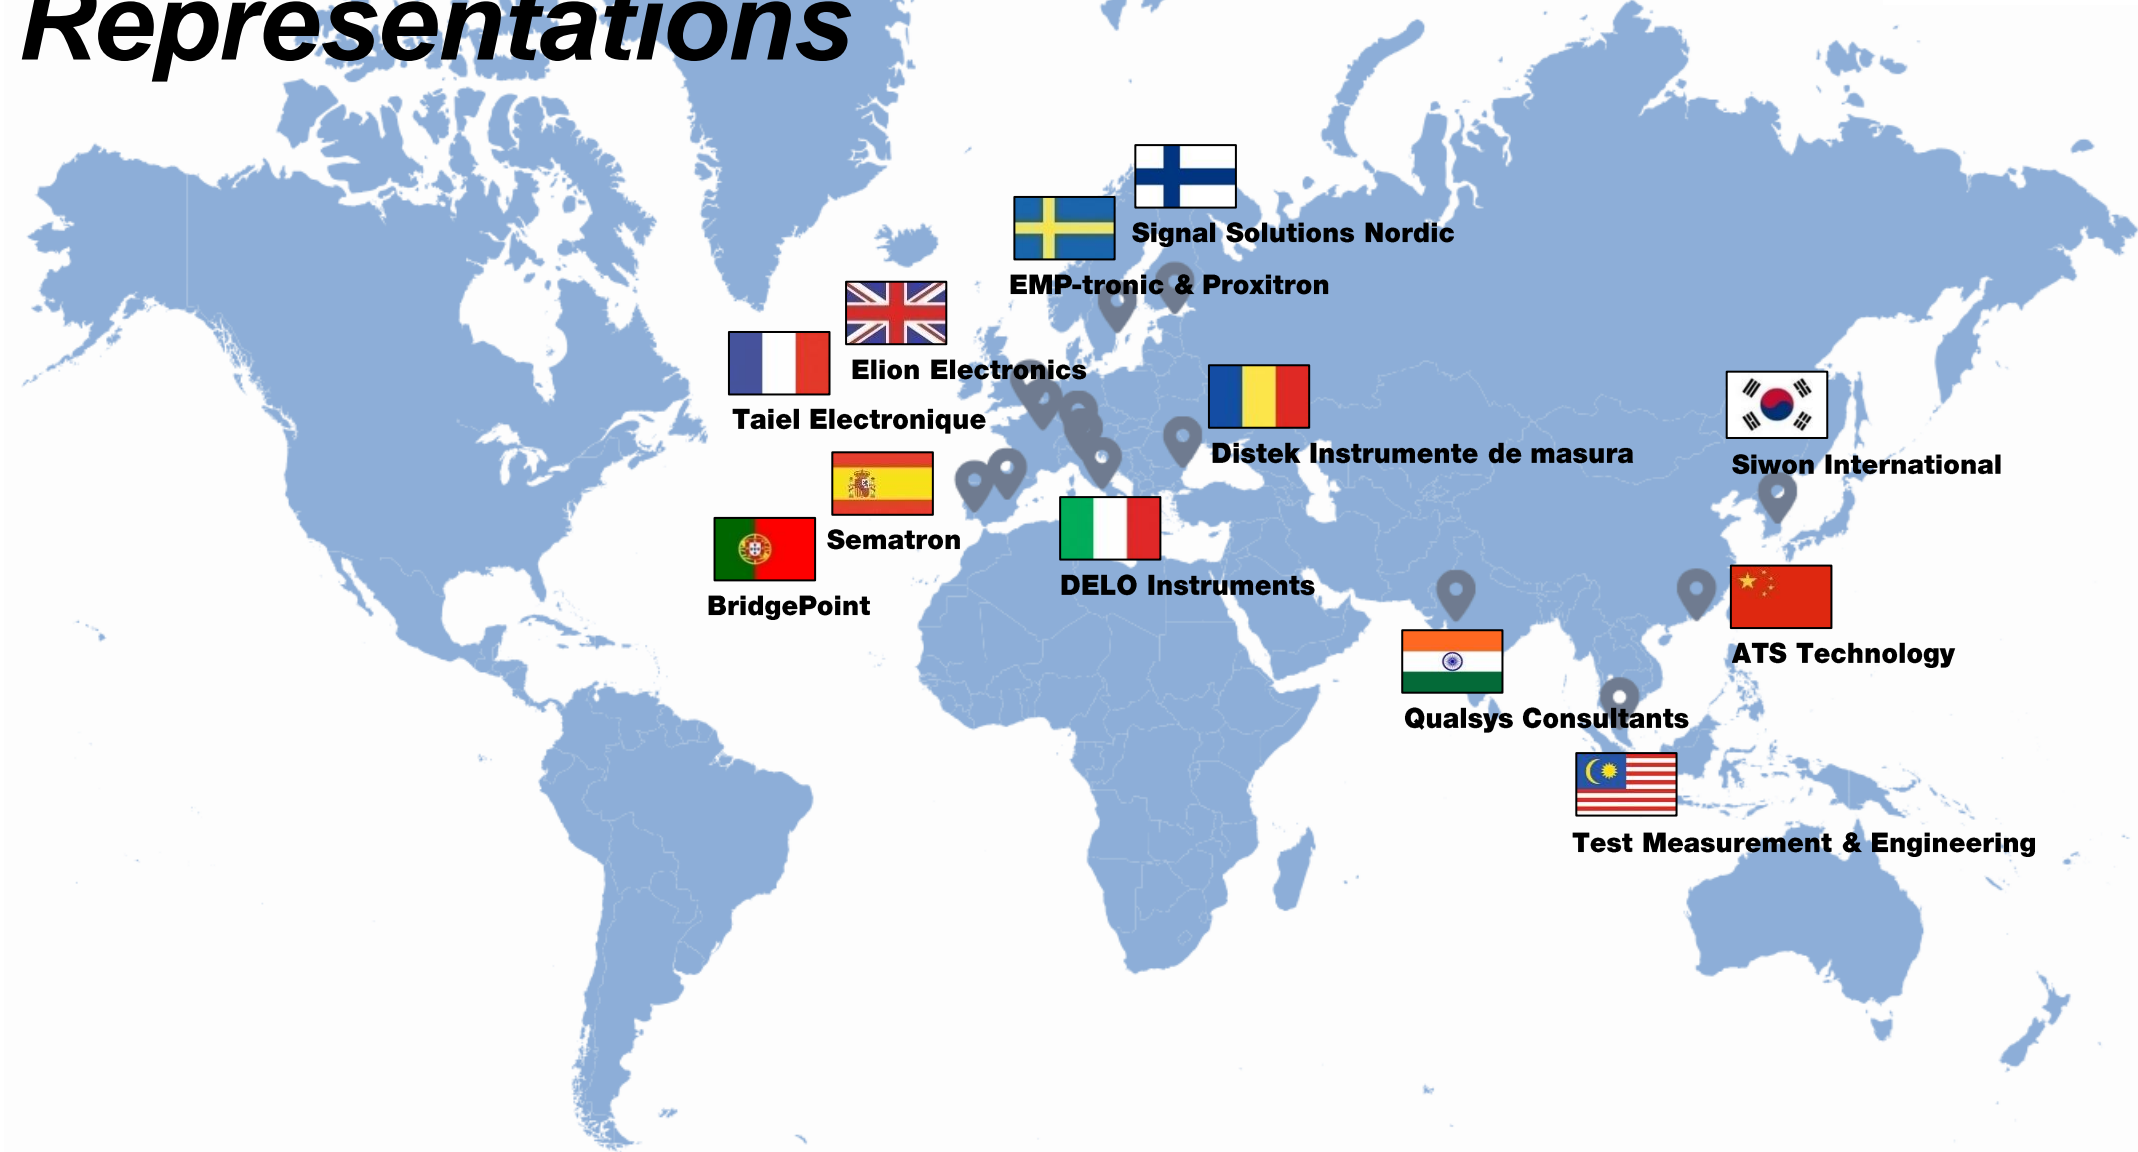 Representations
Signal Solutions Nordic
EMP-tronic & Proxitron
Elion Electronics
Taiel Electronique
Distek Instrumente de masura
Siwon International
Sematron
DELO Instruments
BridgePoint
ATS Technology
Qualsys Consultants
Test Measurement & Engineering